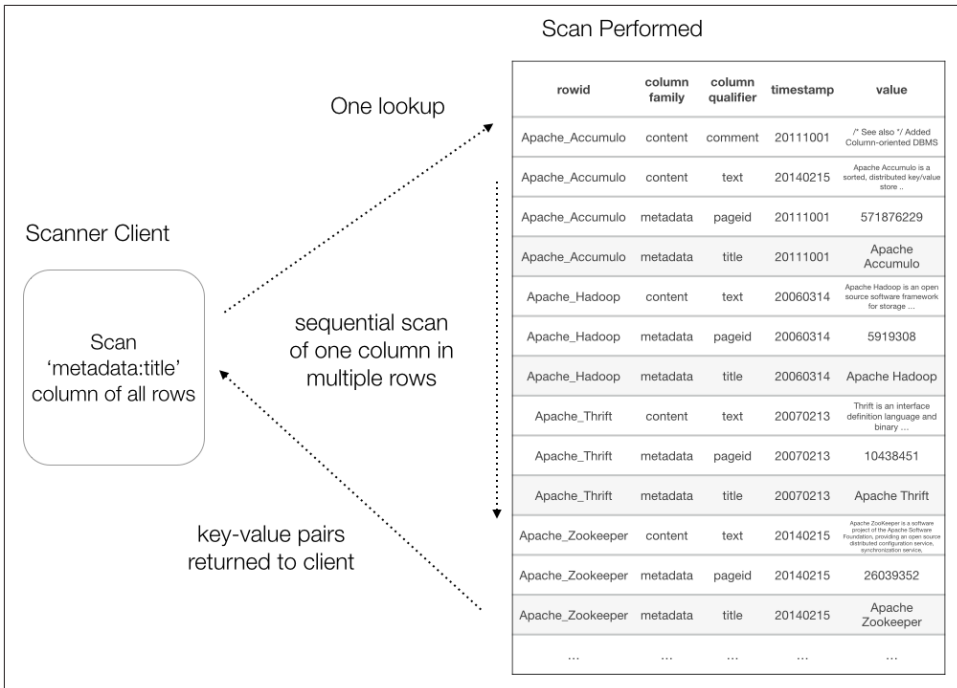 Scan Performed
One lookup
Scanner Client
Scan
‘metadata:title’
column of all rows
sequential scan
of one column in
multiple rows
key-value pairs
returned to client
rowid column family column qualifier timestamp value
Apache_Accumulo content comment 20111001 /* See also */ Added Column-oriented DBMS
Apache_Accumulo content text 20140215 Apache Accumulo is a sorted, distributed key/value store ..
Apache_Accumulo metadata pageid 20111001 571876229
Apache_Accumulo metadata title 20111001 Apache Accumulo
Apache_Hadoop content text 20060314 Apache Hadoop is an open source software framework for storage ...
Apache_Hadoop metadata pageid 20060314 5919308
Apache_Hadoop metadata title 20060314 Apache Hadoop
Apache_Thrift content text 20070213 Thrift is an interface definition language and binary ...
Apache_Thrift metadata pageid 20070213 10438451
Apache_Thrift metadata title 20070213 Apache Thrift
Apache_Zookeeper content text 20140215 Apache ZooKeeper is a software project of the Apache Software Foundation, providing an open source distributed configuration service, synchronization service,
Apache_Zookeeper metadata pageid 20140215 26039352
Apache_Zookeeper metadata title 20140215 Apache Zookeeper
... ... ... ... ...